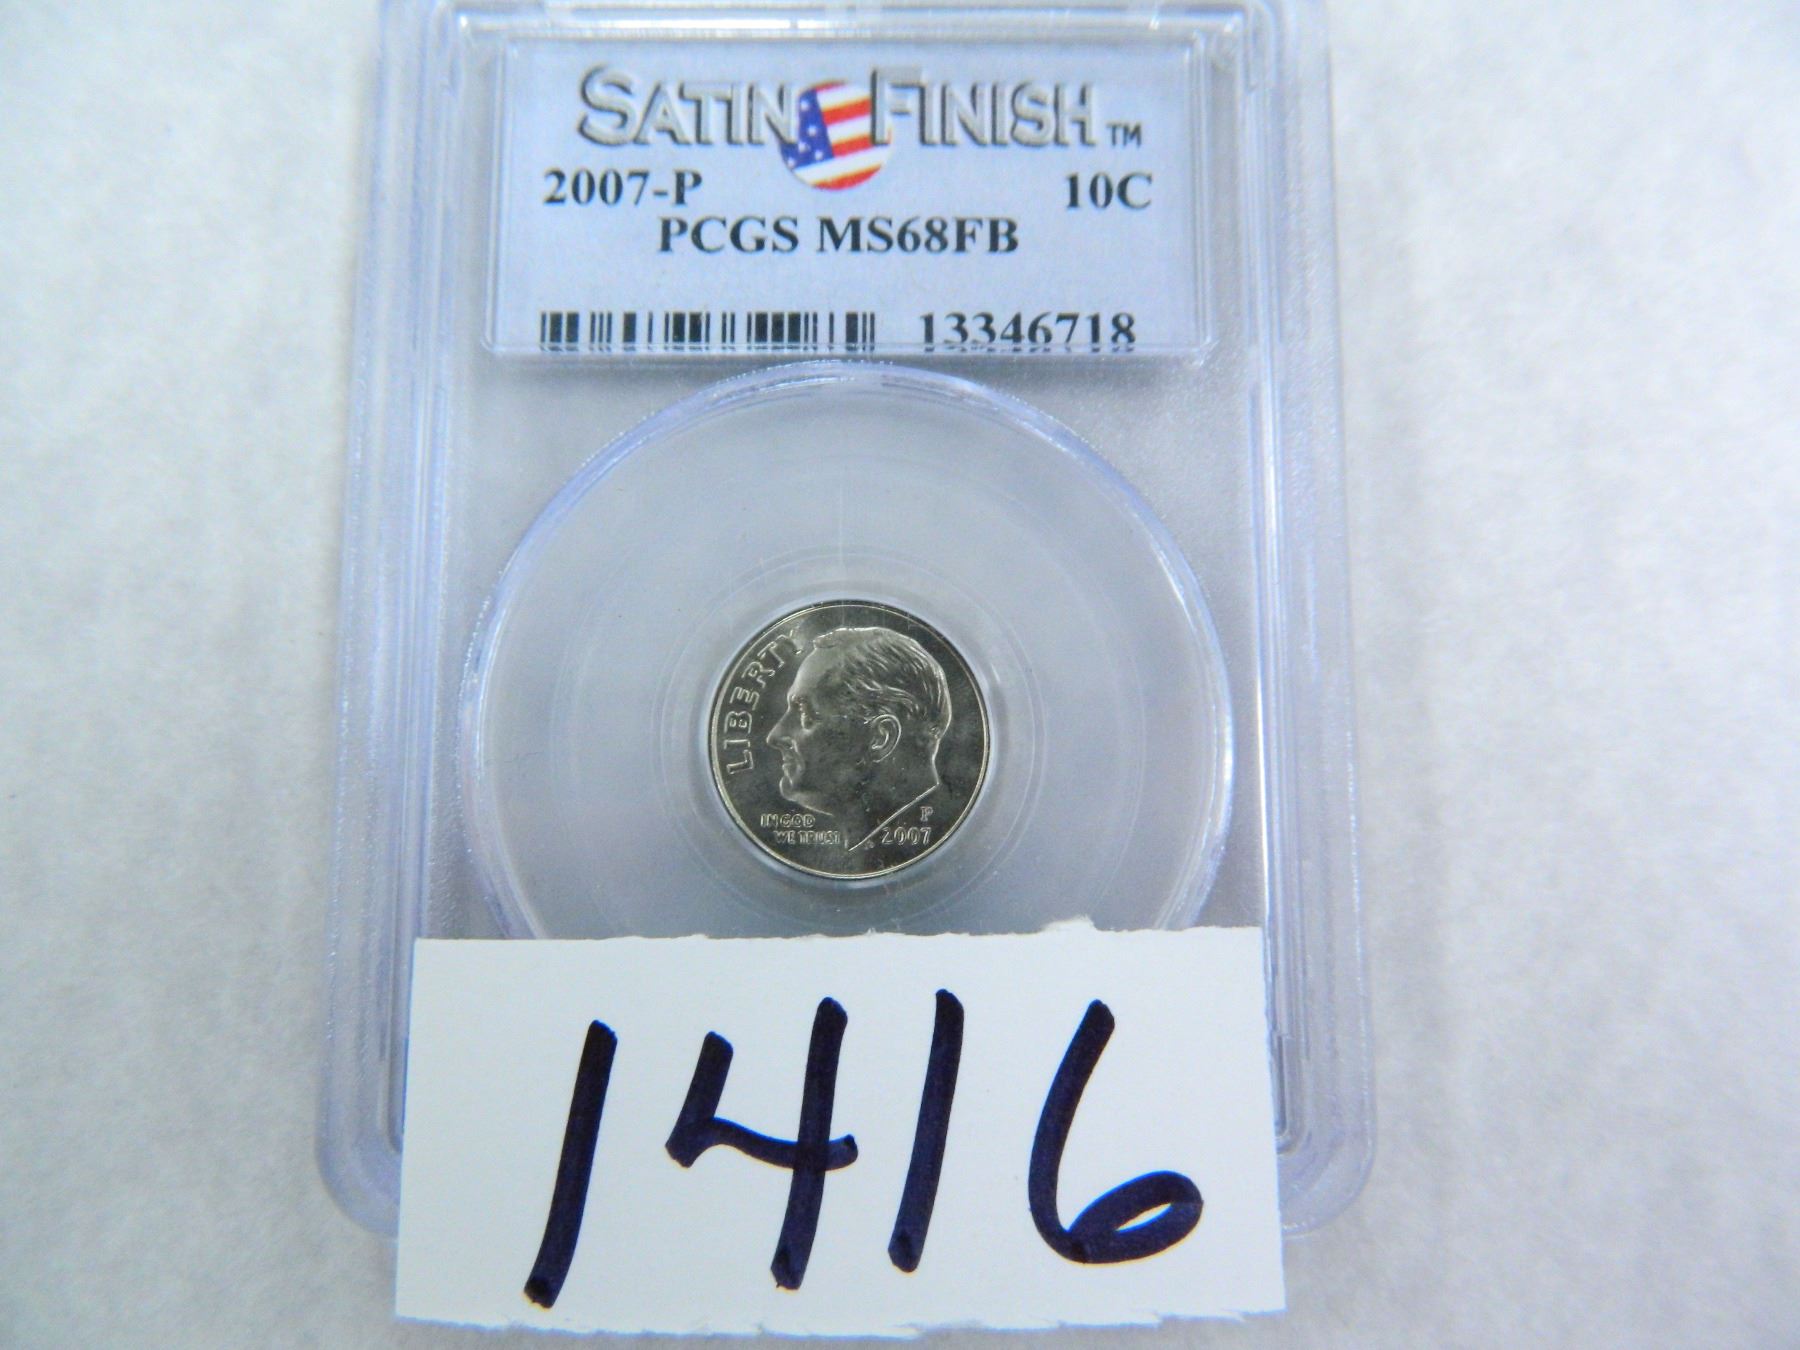 SATIN FINISH™
2007-P 10C
PCGS MS68FB
13346718
LIBERTY
IN GOD
WE TRUST
P
2007
1416